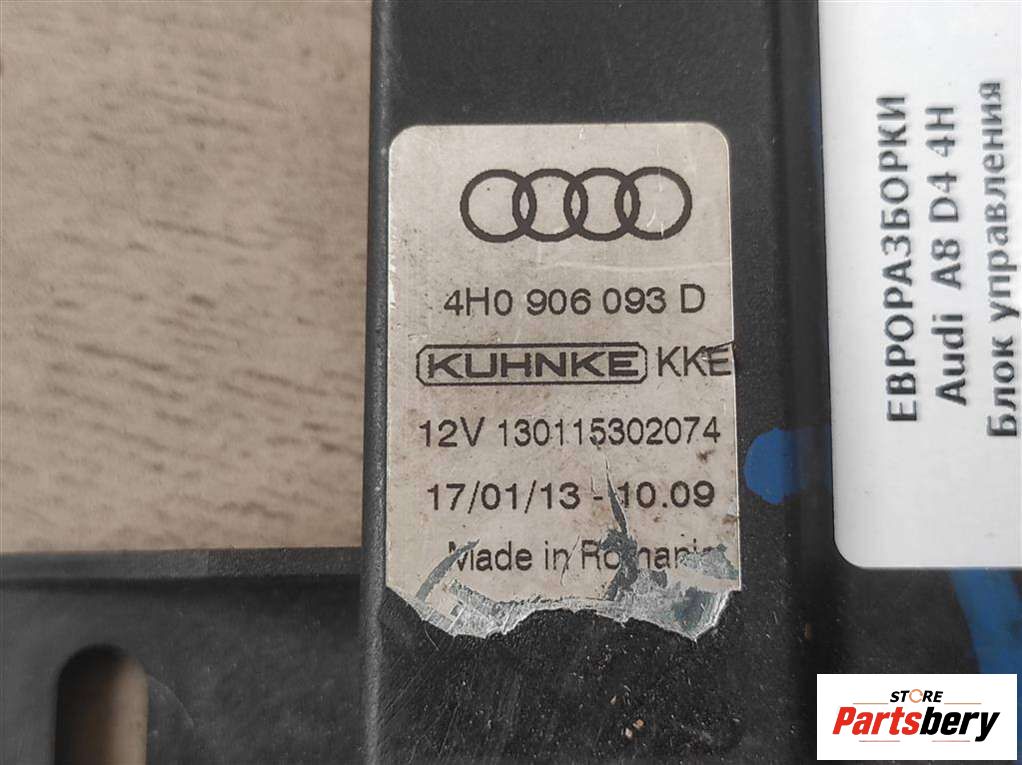 4H0 906 093 D
KUHNKE KKE
12V 130115302074
17/01/13 - 10.09
Made in Romania
ЕВРОРАЗБОРКИ
Audi A8 D4 4H
Блок управления
STORE
Partsbery